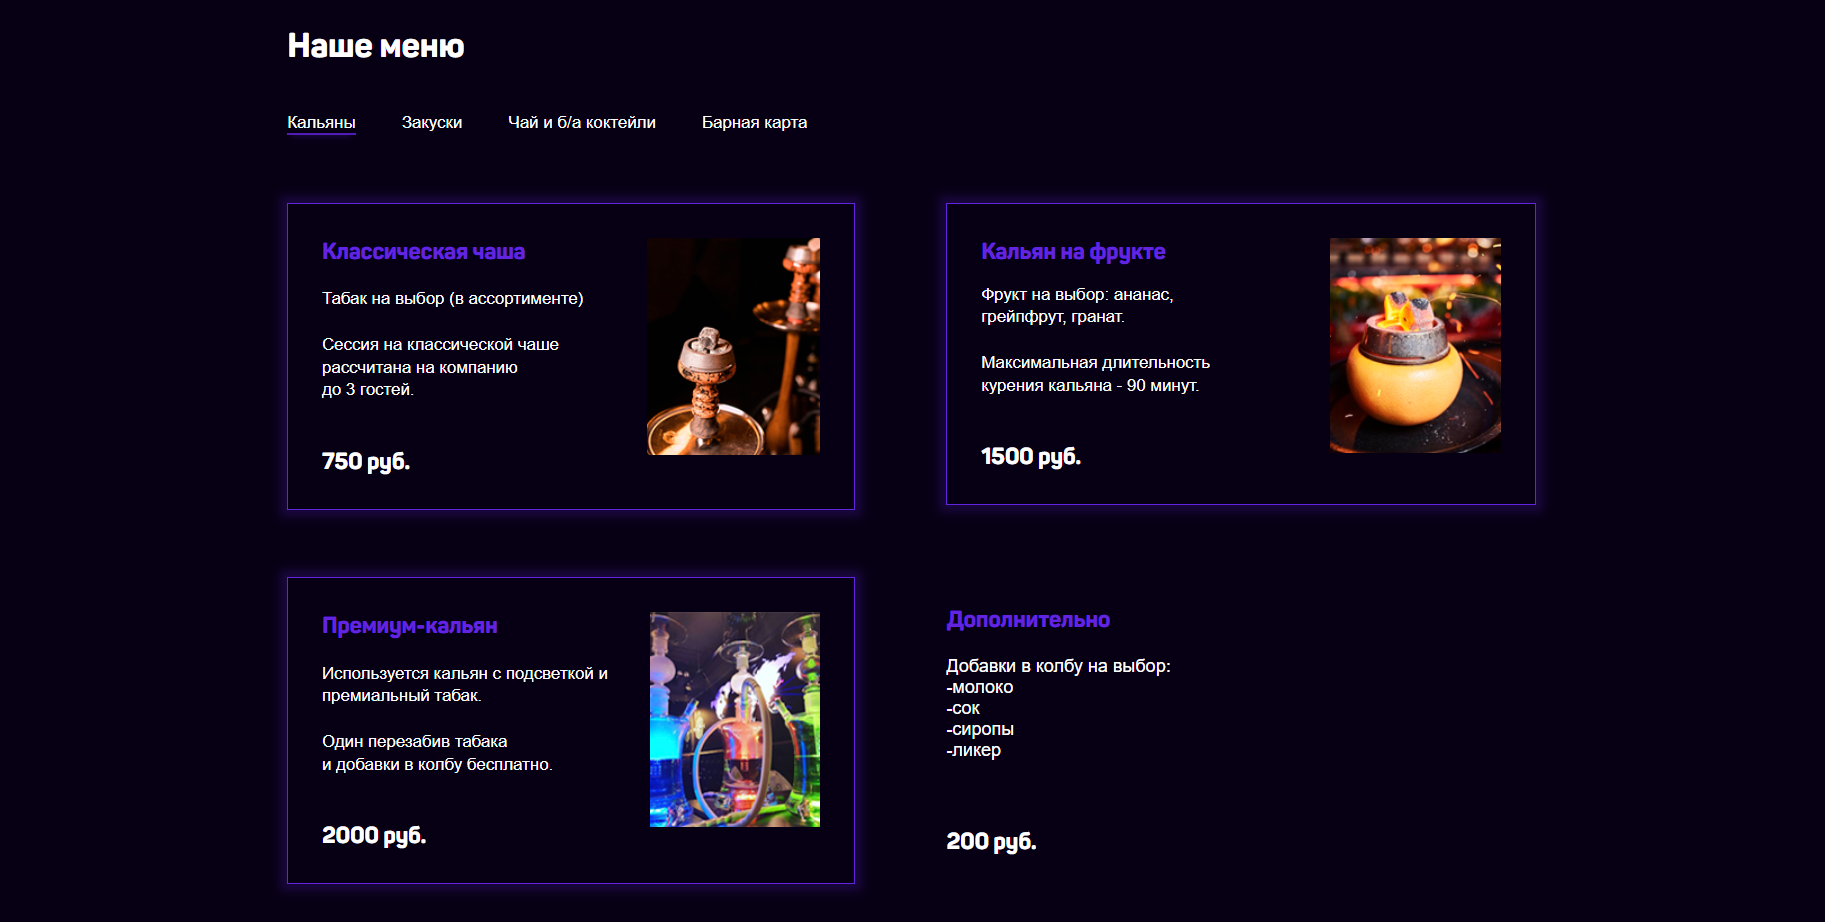 Наше меню
Кальяны
Закуски
Чай и б/а коктейли
Барная карта
Классическая чаша
Табак на выбор (в ассортименте)
Сессия на классической чаше
рассчитана на компанию
до 3 гостей.
750 руб.
Кальян на фрукте
Фрукт на выбор: ананас,
грейпфрут, гранат.
Максимальная длительность
курения кальяна - 90 минут.
1500 руб.
Премиум-кальян
Используется кальян с подсветкой и
премиальный табак.
Один перезабив табака
и добавки в колбу бесплатно.
2000 руб.
Дополнительно
Добавки в колбу на выбор:
-молоко
-сок
-сиропы
-ликер
200 руб.